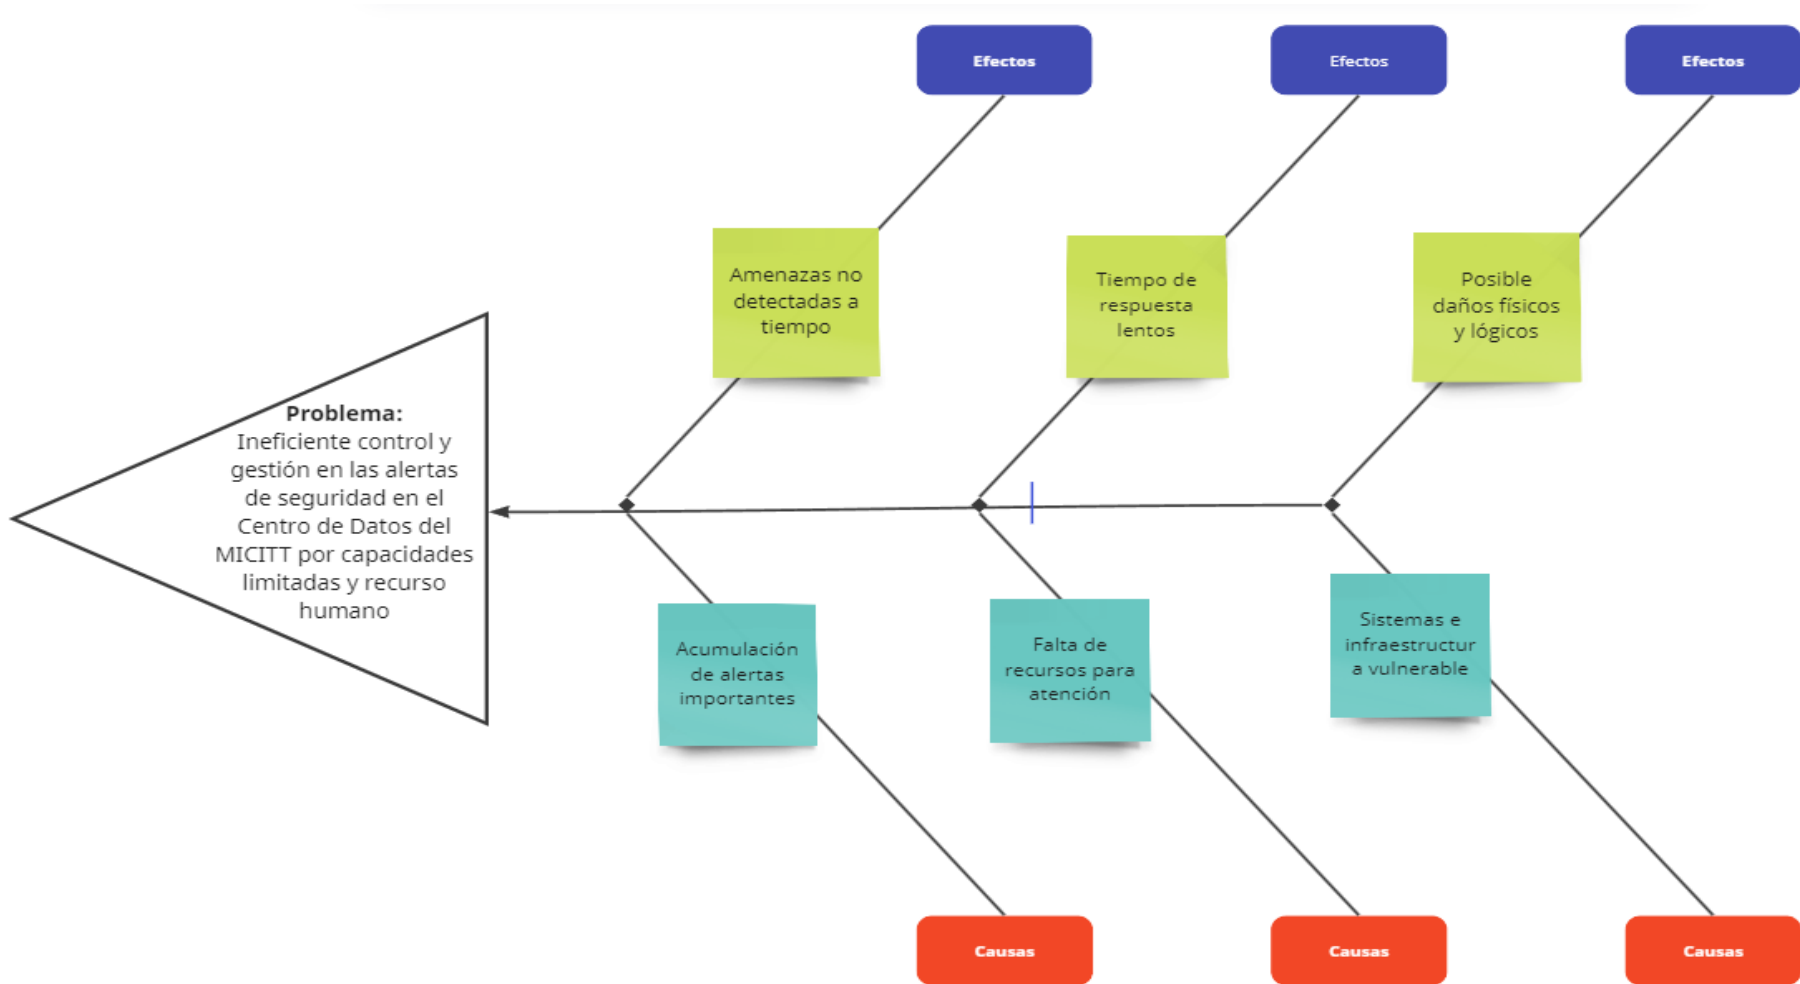 Efectos
Efectos
Efectos
Amenazas no
detectadas a
tiempo
Tiempo de
respuesta
lentos
Posible
daños físicos
y lógicos
Problema:
Ineficiente control y
gestión en las alertas
de seguridad en el
Centro de Datos del
MICITT por capacidades
limitadas y recurso
humano
Acumulación
de alertas
importantes
Falta de
recursos para
atención
Sistemas e
infraestructur
a vulnerable
Causas
Causas
Causas